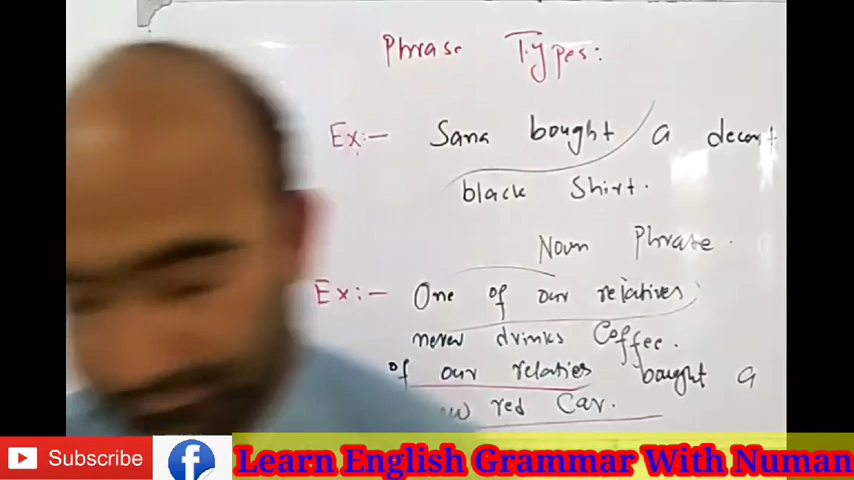 Phrase Types:
Ex:- Sana bought a decent
black Shirt.
Noun Phrase.
Ex:- One of our relatives
never drinks Coffee.
of our relaties bought a
red Car.
Subscribe
Learn English Grammar With Numan